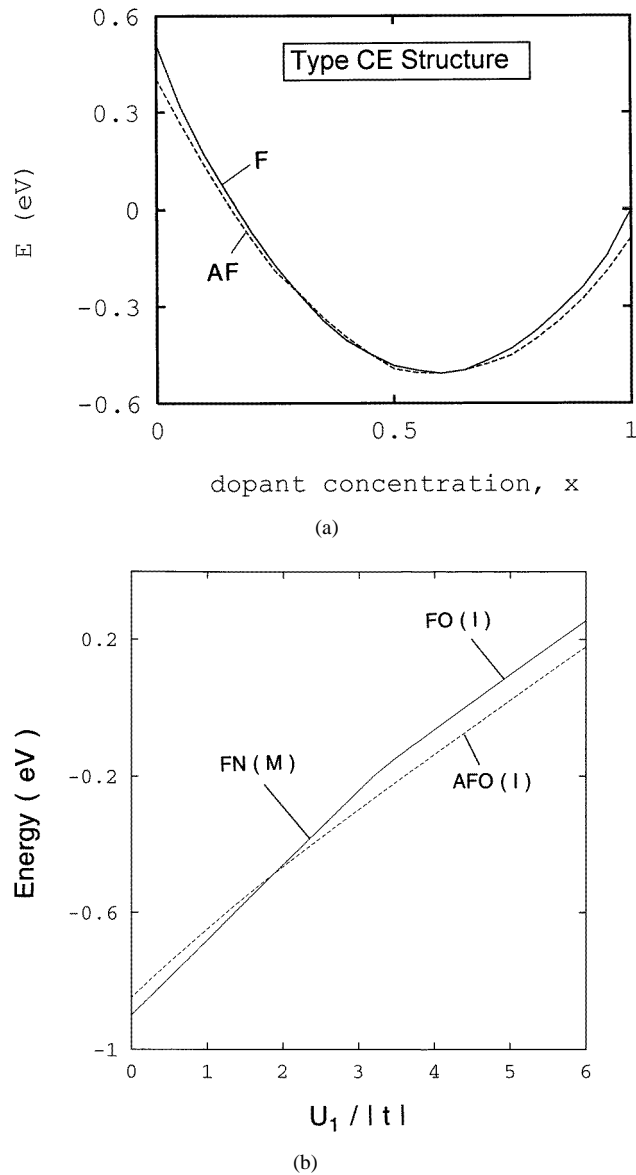 0.6
Type CE Structure
0.3
F
E (eV)
0
AF
-0.3
-0.6
0 0.5 1
dopant concentration, x
(a)
0.2
FO ( I )
FN ( M )
-0.2
AFO ( I )
Energy ( eV )
-0.6
-1
0 1 2 3 4 5 6
U1 / | t |
(b)